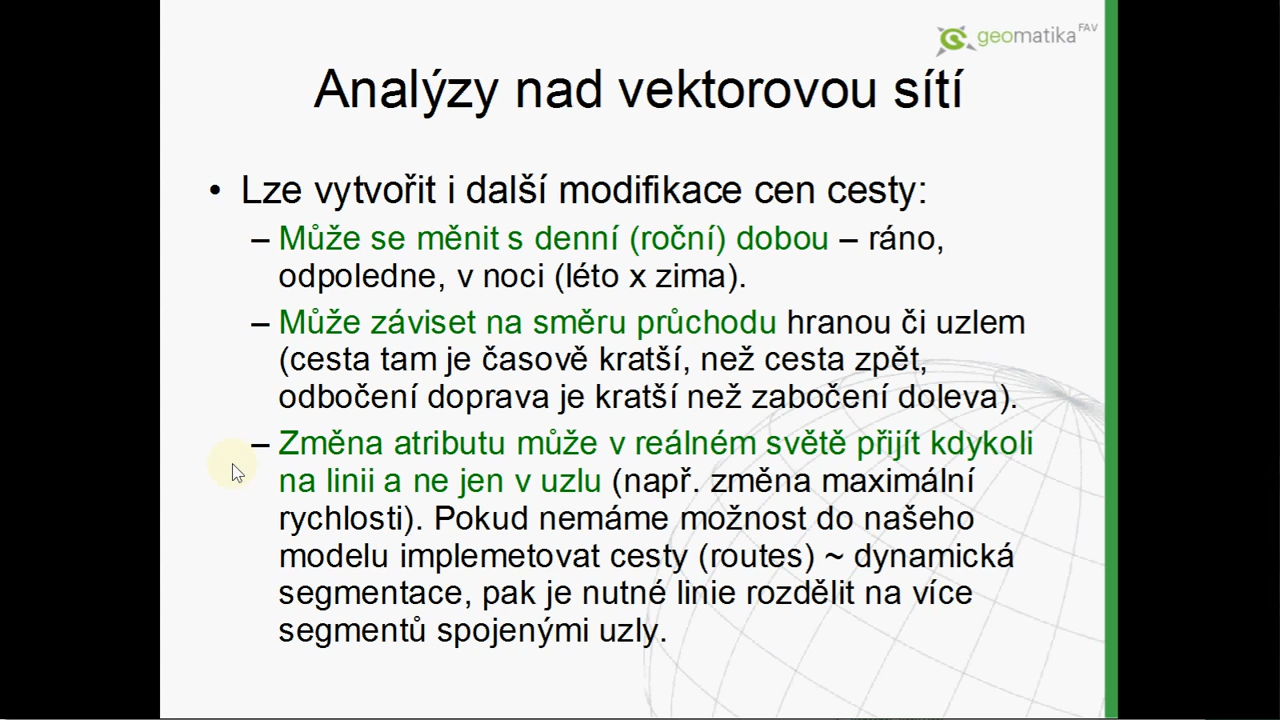 geomatika FAV
Analýzy nad vektorovou sítí
• Lze vytvořit i další modifikace cen cesty:
– Může se měnit s denní (roční) dobou – ráno,
odpoledne, v noci (léto x zima).
– Může záviset na směru průchodu hranou či uzlem
(cesta tam je časově kratší, než cesta zpět,
odbočení doprava je kratší než zabočení doleva).
– Změna atributu může v reálném světě přijít kdykoli
na linii a ne jen v uzlu (např. změna maximální
rychlosti). Pokud nemáme možnost do našeho
modelu implemetovat cesty (routes) ~ dynamická
segmentace, pak je nutné linie rozdělit na více
segmentů spojenými uzly.